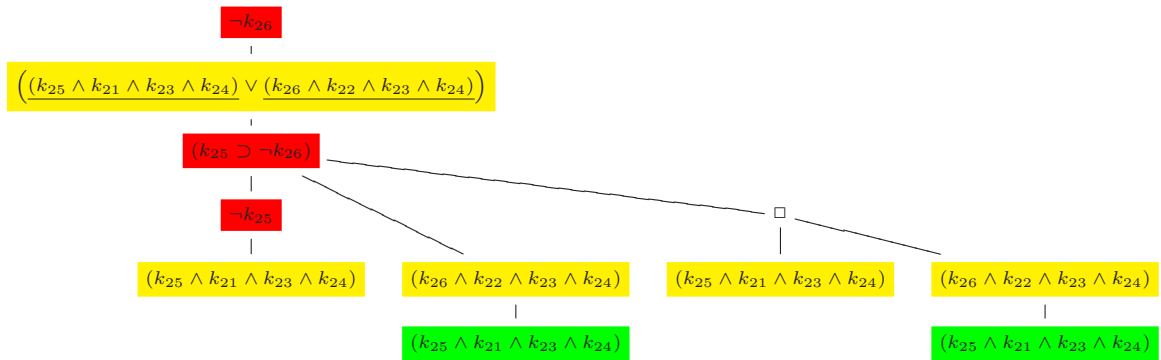 ¬k₂₆
((k₂₅ ∧ k₂₁ ∧ k₂₃ ∧ k₂₄) ∨ (k₂₆ ∧ k₂₂ ∧ k₂₃ ∧ k₂₄))
(k₂₅ ⊃ ¬k₂₆)
¬k₂₅ □
(k₂₅ ∧ k₂₁ ∧ k₂₃ ∧ k₂₄) (k₂₆ ∧ k₂₂ ∧ k₂₃ ∧ k₂₄) (k₂₅ ∧ k₂₁ ∧ k₂₃ ∧ k₂₄) (k₂₆ ∧ k₂₂ ∧ k₂₃ ∧ k₂₄)
(k₂₅ ∧ k₂₁ ∧ k₂₃ ∧ k₂₄) (k₂₅ ∧ k₂₁ ∧ k₂₃ ∧ k₂₄)